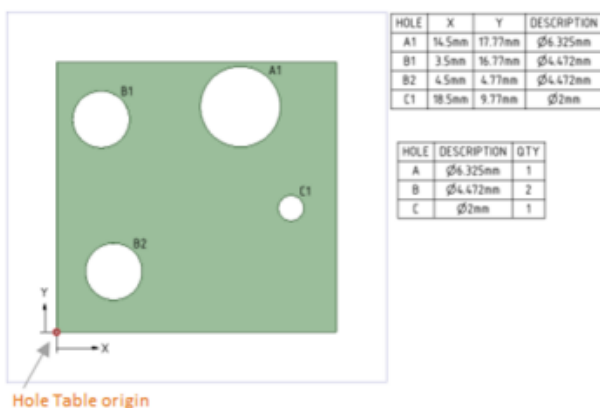 HOLE X Y DESCRIPTION
A1 14.5mm 17.77mm Ø6.325mm
B1 3.5mm 16.77mm Ø4.472mm
B2 4.5mm 4.77mm Ø4.472mm
C1 18.5mm 9.77mm Ø2mm
HOLE DESCRIPTION QTY
A Ø6.325mm 1
B Ø4.472mm 2
C Ø2mm 1
A1
B1
C1
B2
Y
X
Hole Table origin